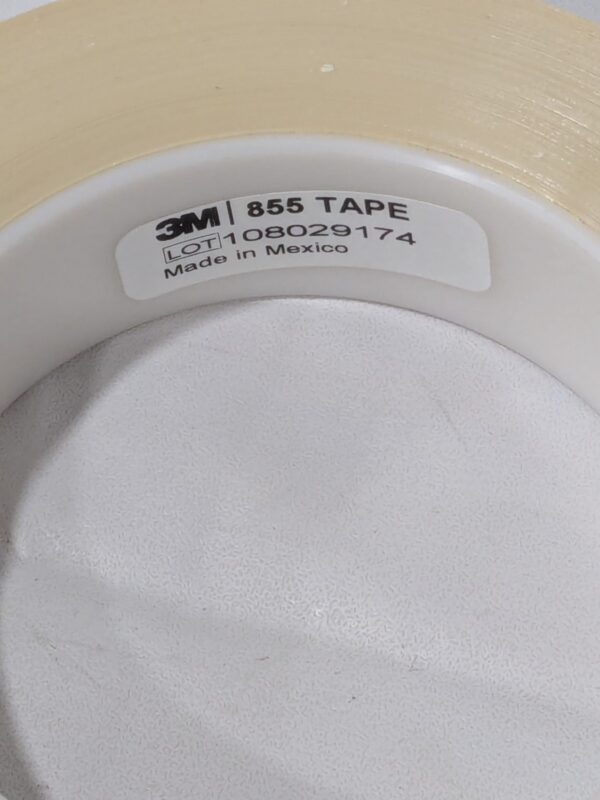 3M | 855 TAPE
LOT 108029174
Made in Mexico